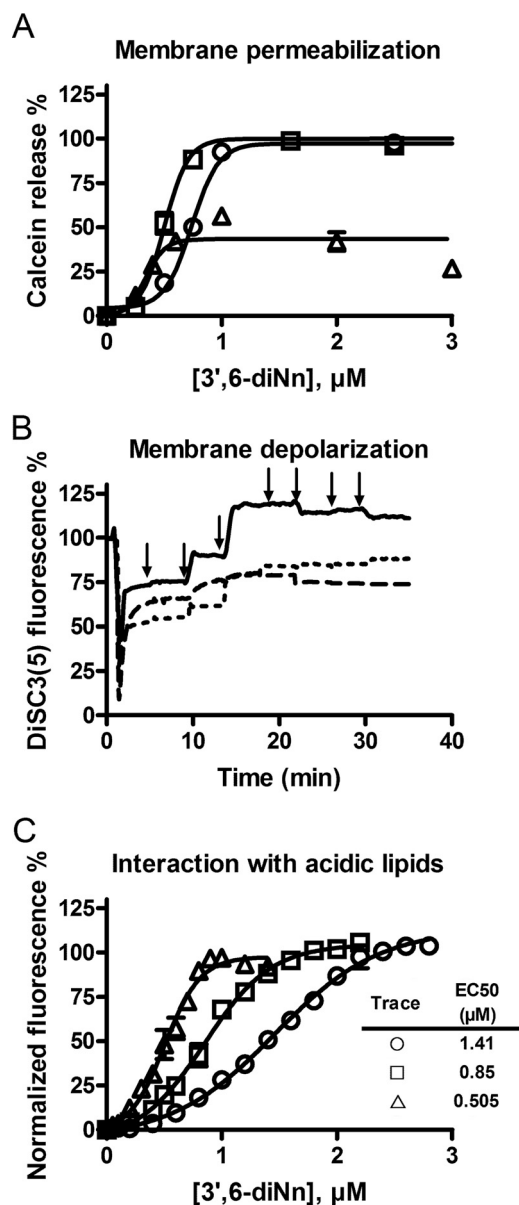 A
Membrane permeabilization
Calcein release %
125
100
75
50
25
0
0 1 2 3
[3',6-diNn], µM
B
Membrane depolarization
DiSC3(5) fluorescence %
125
100
75
50
25
0
0 10 20 30 40
Time (min)
C
Interaction with acidic lipids
Normalized fluorescence %
125
100
75
50
25
0
0 1 2 3
[3',6-diNn], µM
Trace EC50 (µM)
1.41
0.85
0.505